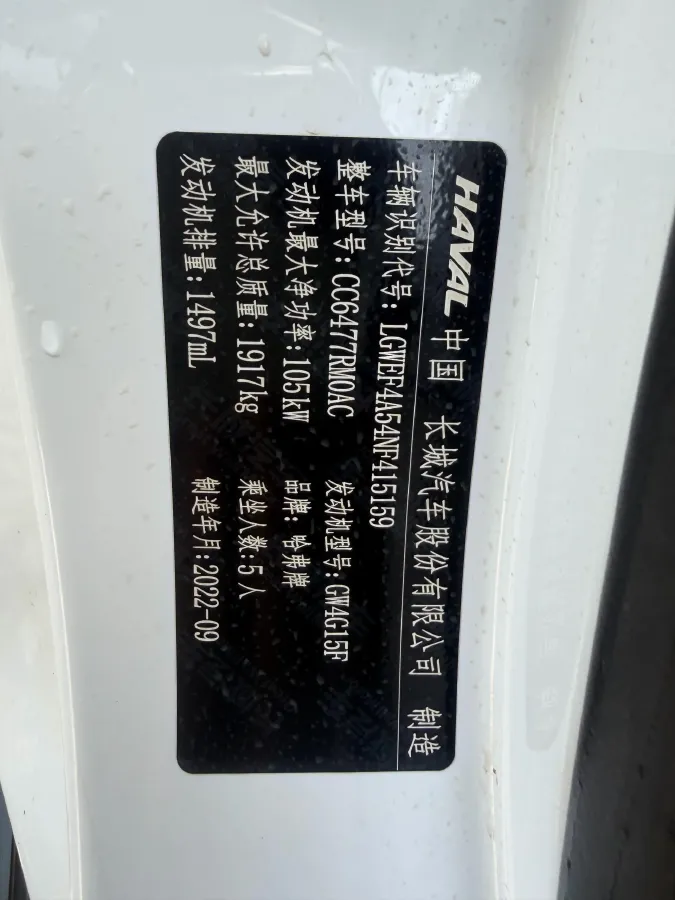 HAVAL 中国 长城汽车股份有限公司 制造
车辆识别代号: LGWEF4A54NF415159
整车型号: CC6477RM0AC 发动机型号: GW4G15F
发动机最大净功率: 105kW 品牌: 哈弗牌
最大允许总质量: 1917kg 乘坐人数: 5 人
发动机排量: 1497mL 制造年月: 2022-09